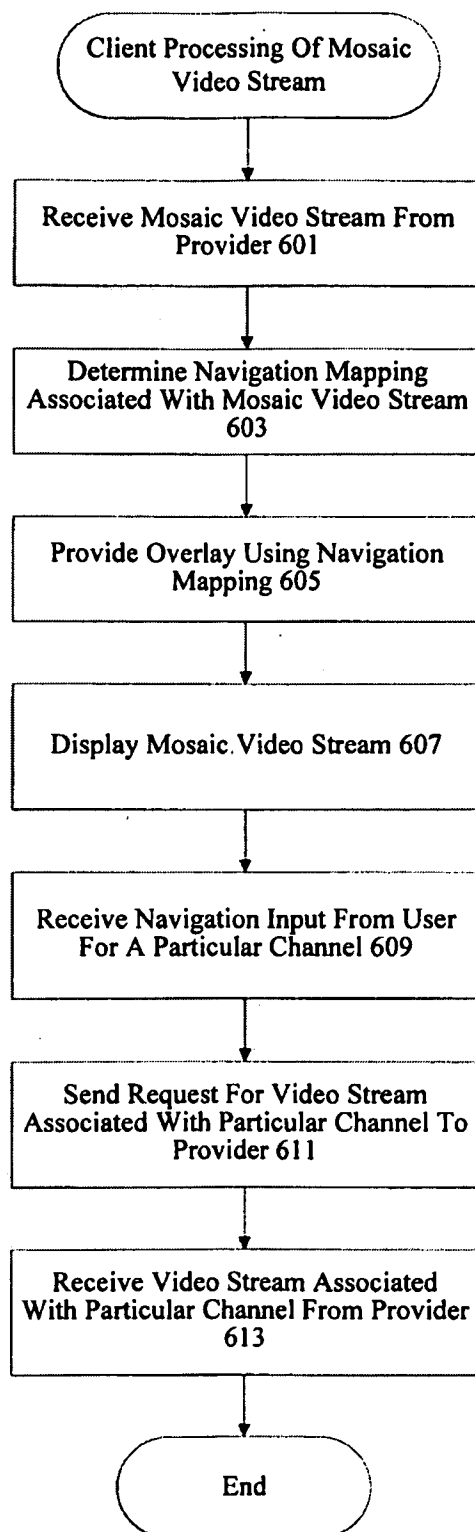 Client Processing Of Mosaic
Video Stream
Receive Mosaic Video Stream From
Provider 601
Determine Navigation Mapping
Associated With Mosaic Video Stream
603
Provide Overlay Using Navigation
Mapping 605
Display Mosaic Video Stream 607
Receive Navigation Input From User
For A Particular Channel 609
Send Request For Video Stream
Associated With Particular Channel To
Provider 611
Receive Video Stream Associated
With Particular Channel From Provider
613
End